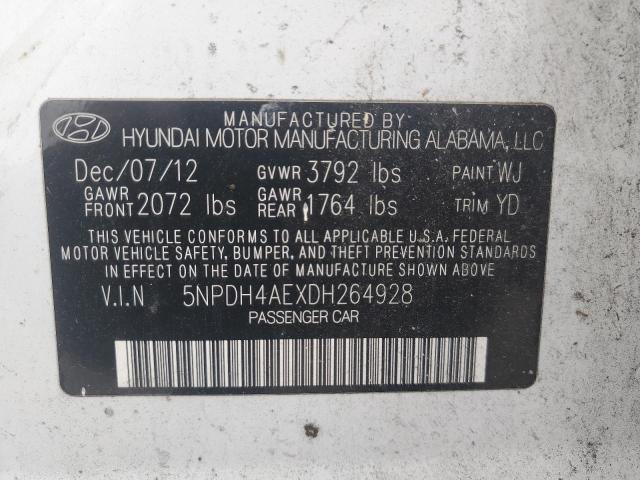 MANUFACTURED BY
HYUNDAI MOTOR MANUFACTURING ALABAMA, LLC
Dec/07/12 GVWR 3792 lbs PAINT WJ
GAWR FRONT 2072 lbs GAWR REAR 1764 lbs TRIM YD
THIS VEHICLE CONFORMS TO ALL APPLICABLE U.S.A. FEDERAL
MOTOR VEHICLE SAFETY, BUMPER, AND THEFT PREVENTION STANDARDS
IN EFFECT ON THE DATE OF MANUFACTURE SHOWN ABOVE.
V.I.N 5NPDH4AEXDH264928
PASSENGER CAR